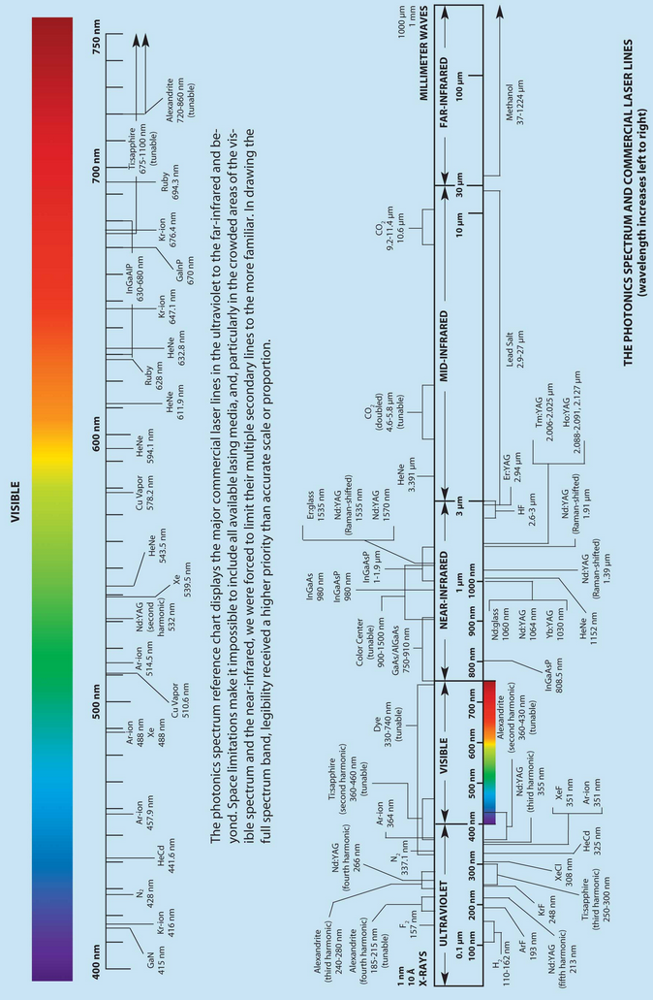 VISIBLE
400 nm
500 nm
600 nm
700 nm
750 nm
GaN
415 nm
Kr-ion
416 nm
N2
428 nm
HeCd
441.6 nm
Ar-ion
457.9 nm
Ar-ion
488 nm
Xe
488 nm
Cu Vapor
510.6 nm
Ar-ion
514.5 nm
Nd:YAG
(second
harmonic)
532 nm
Xe
539.5 nm
HeNe
543.5 nm
Cu Vapor
578.2 nm
HeNe
594.1 nm
HeNe
611.9 nm
Ruby
628 nm
HeNe
632.8 nm
InGaAlP
630-680 nm
Kr-ion
647.1 nm
GaInP
670 nm
Kr-ion
676.4 nm
Ti:sapphire
675-1100 nm
(tunable)
Ruby
694.3 nm
Alexandrite
720-860 nm
(tunable)
The photonics spectrum reference chart displays the major commercial laser lines in the ultraviolet to the far-infrared and be-
yond. Space limitations make it impossible to include all available lasing media, and, particularly in the crowded areas of the vis-
ible spectrum and the near-infrared, we were forced to limit their multiple secondary lines to the more familiar. In drawing the
full spectrum band, legibility received a higher priority than accurate scale or proportion.
Alexandrite
(third harmonic)
240-280 nm
Alexandrite
(fourth harmonic)
185-215 nm
(tunable)
F2
157 nm
Nd:YAG
(fourth harmonic)
266 nm
N2
337.1 nm
Ar-ion
364 nm
Ti:sapphire
(second harmonic)
360-460 nm
(tunable)
Dye
330-740 nm
(tunable)
Color Center
(tunable)
900-1500 nm
GaAs/AlGaAs
750-910 nm
InGaAs
980 nm
InGaAsP
980 nm
InGaAsP
1-1.9 µm
Er:glass
1535 nm
Nd:YAG
(Raman-shifted)
1535 nm
Nd:YAG
1570 nm
HeNe
3.391 µm
CO2
(doubled)
4.6-5.8 µm
(tunable)
CO2
9.2-11.4 µm
10.6 µm
1 nm
10 Å
X-RAYS
ULTRAVIOLET
VISIBLE
NEAR-INFRARED
MID-INFRARED
FAR-INFRARED
1000 µm
1 mm
MILLIMETER WAVES
0.1 µm
100 nm
200 nm
300 nm
400 nm
500 nm
600 nm
700 nm
800 nm
900 nm
1 µm
1000 nm
3 µm
10 µm
30 µm
100 µm
H2
110-162 nm
ArF
193 nm
Nd:YAG
(fifth harmonic)
213 nm
KrF
248 nm
Ti:sapphire
(third harmonic)
250-300 nm
XeCl
308 nm
HeCd
325 nm
XeF
351 nm
Ar-ion
351 nm
Nd:YAG
(third harmonic)
355 nm
Alexandrite
(second harmonic)
360-430 nm
(tunable)
InGaAsP
808.5 nm
Nd:glass
1060 nm
Nd:YAG
1064 nm
Yb:YAG
1030 nm
HeNe
1152 nm
Nd:YAG
(Raman-shifted)
1.39 µm
Nd:YAG
(Raman-shifted)
1.91 µm
Tm:YAG
2.006-2.025 µm
Ho:YAG
2.088-2.091, 2.127 µm
HF
2.6-3 µm
Er:YAG
2.94 µm
Lead Salt
2.9-27 µm
Methanol
37-1224 µm
THE PHOTONICS SPECTRUM AND COMMERCIAL LASER LINES
(wavelength increases left to right)